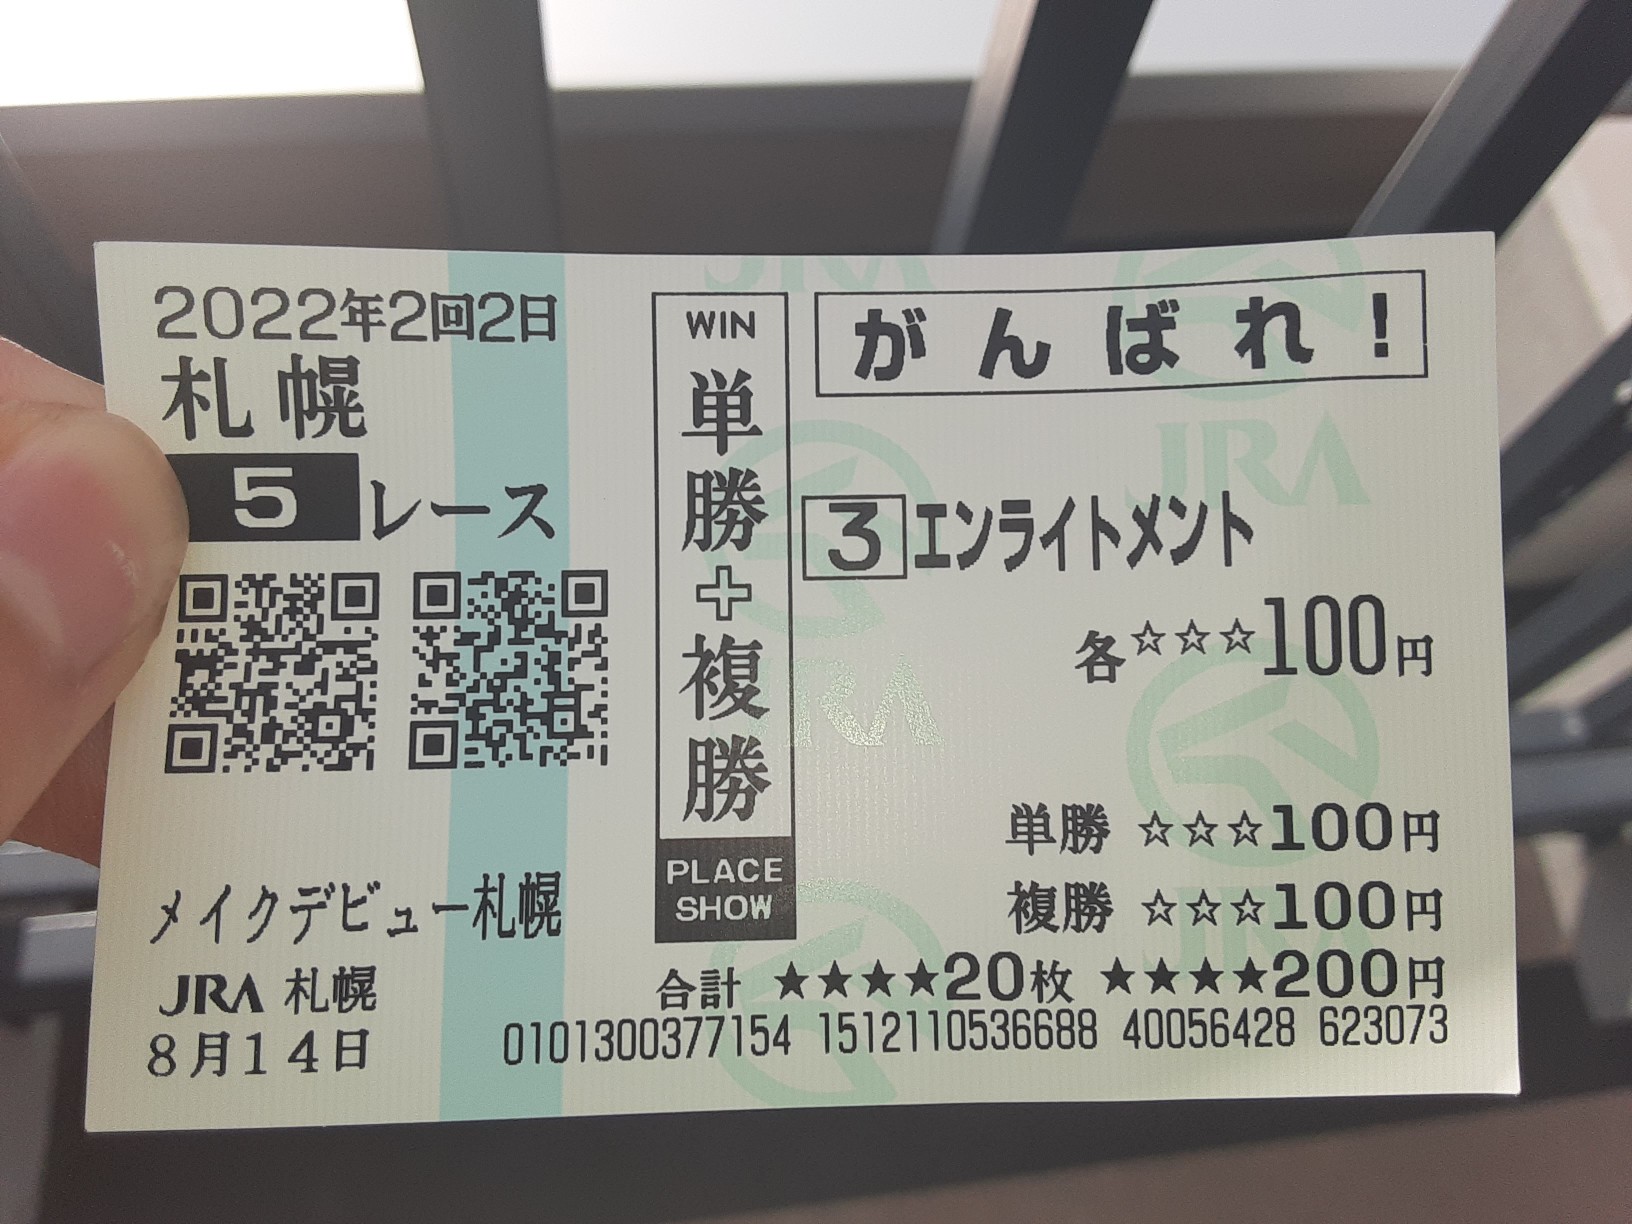 2022年2回2日
札幌
5レース
メイクデビュー札幌
JRA 札幌
8月14日
WIN
単勝+複勝
PLACE
SHOW
がんばれ!
3エンライトメント
各☆☆☆100円
単勝 ☆☆☆100円
複勝 ☆☆☆100円
合計 ★★★★20枚 ★★★★200円
0101300377154 1512110536688 40056428 623073
JRA
JRA
JRA
JRA